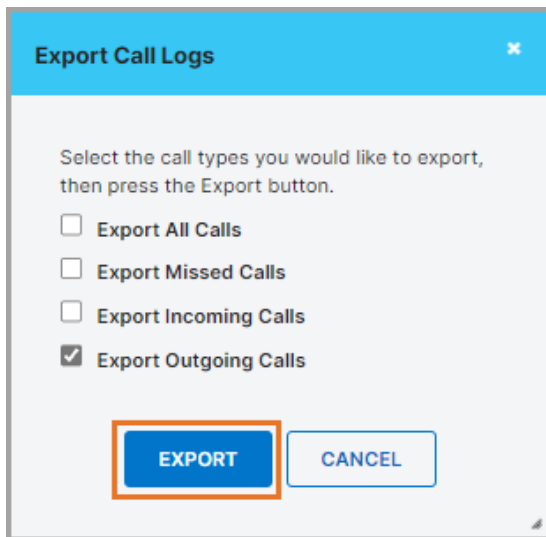 Export Call Logs
Select the call types you would like to export,
then press the Export button.
Export All Calls
Export Missed Calls
Export Incoming Calls
Export Outgoing Calls
EXPORT
CANCEL